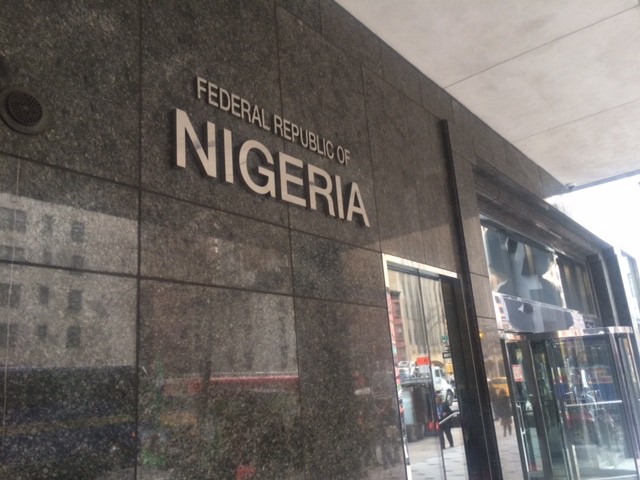 FEDERAL REPUBLIC OF
NIGERIA